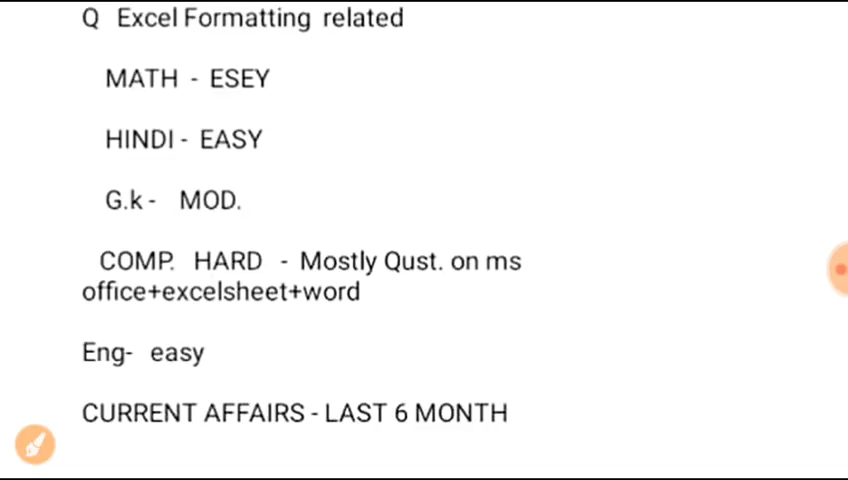 Q Excel Formatting related
MATH - ESEY
HINDI - EASY
G.k - MOD.
COMP. HARD - Mostly Qust. on ms
office+excelsheet+word
Eng- easy
CURRENT AFFAIRS - LAST 6 MONTH